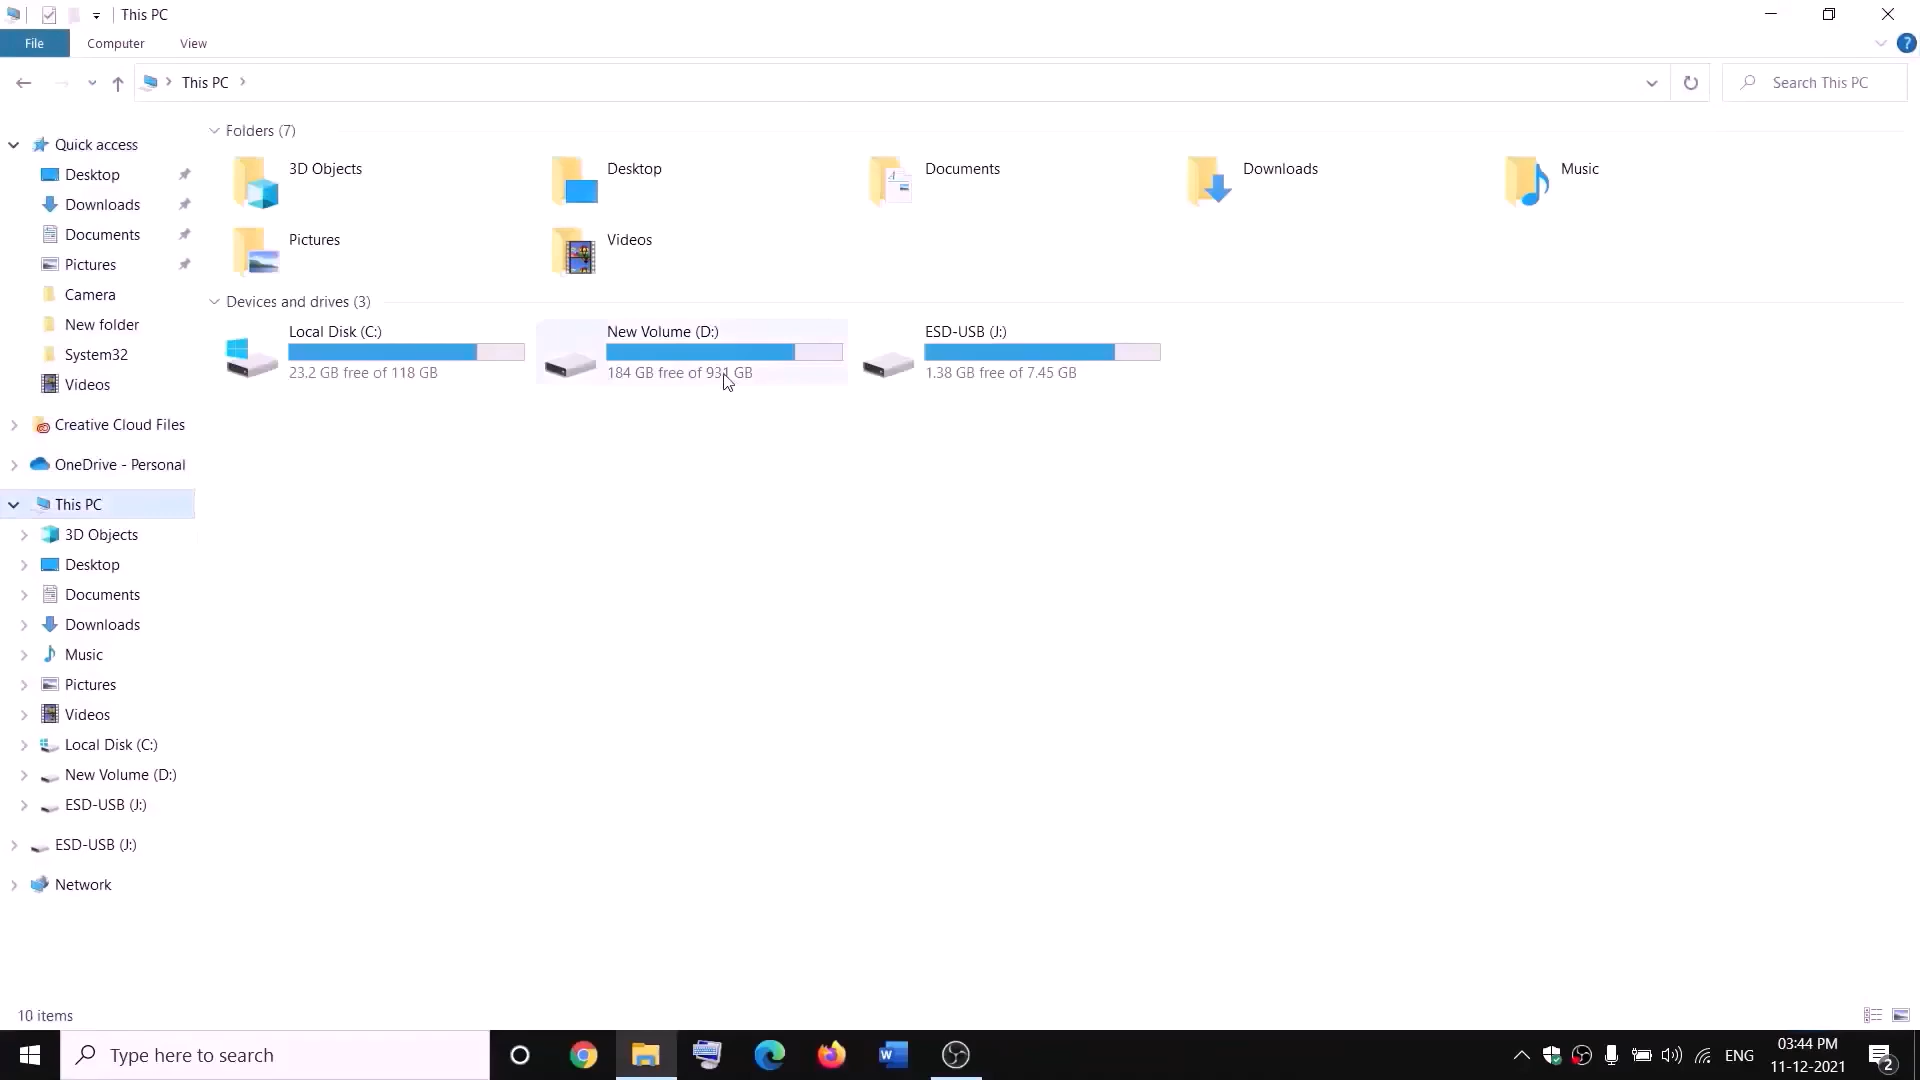 This PC
File Computer View
This PC
Search This PC
Quick access
Desktop
Downloads
Documents
Pictures
Camera
New folder
System32
Videos
Creative Cloud Files
OneDrive - Personal
This PC
3D Objects
Desktop
Documents
Downloads
Music
Pictures
Videos
Local Disk (C:)
New Volume (D:)
ESD-USB (J:)
ESD-USB (J:)
Network
Folders (7)
3D Objects Desktop Documents Downloads Music
Pictures Videos
Devices and drives (3)
Local Disk (C:) New Volume (D:) ESD-USB (J:)
23.2 GB free of 118 GB 184 GB free of 931 GB 1.38 GB free of 7.45 GB
10 items
Type here to search
ENG
03:44 PM
11-12-2021
2